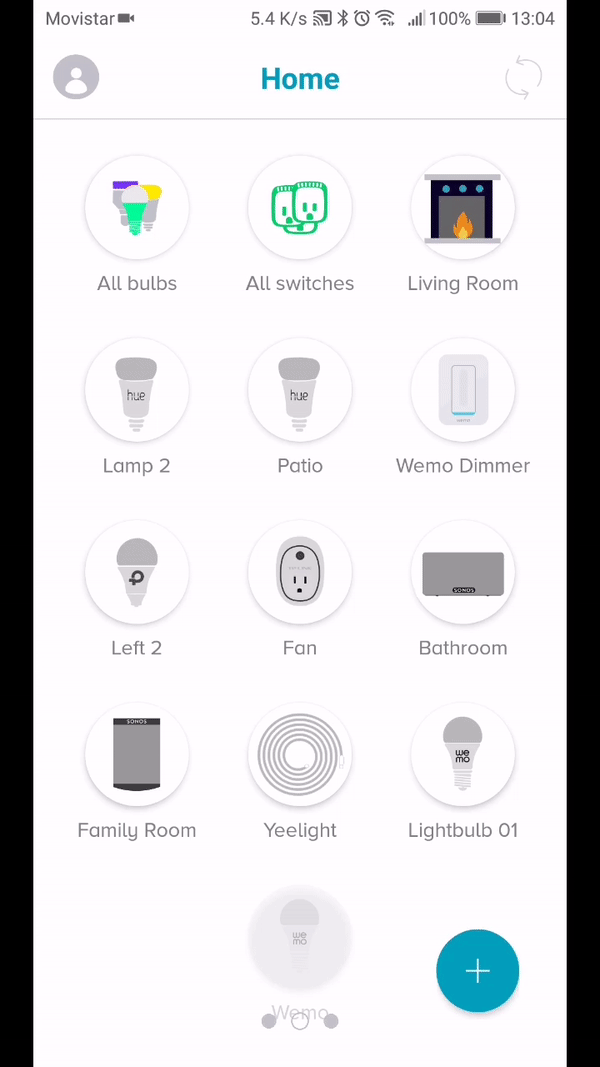 Movistar 5.4 K/s 100% 13:04
Home
All bulbs All switches Living Room
hue hue
Lamp 2 Patio Wemo Dimmer
SONOS
Left 2 Fan Bathroom
SONOS
we
mo
Family Room Yeelight Lightbulb 01
we
mo
Wemo